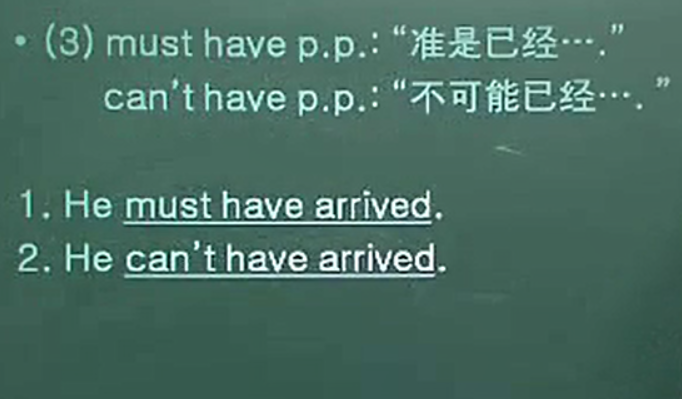 • (3) must have p.p.: “准是已经….”
can't have p.p.: “不可能已经….”
1. He must have arrived.
2. He can't have arrived.